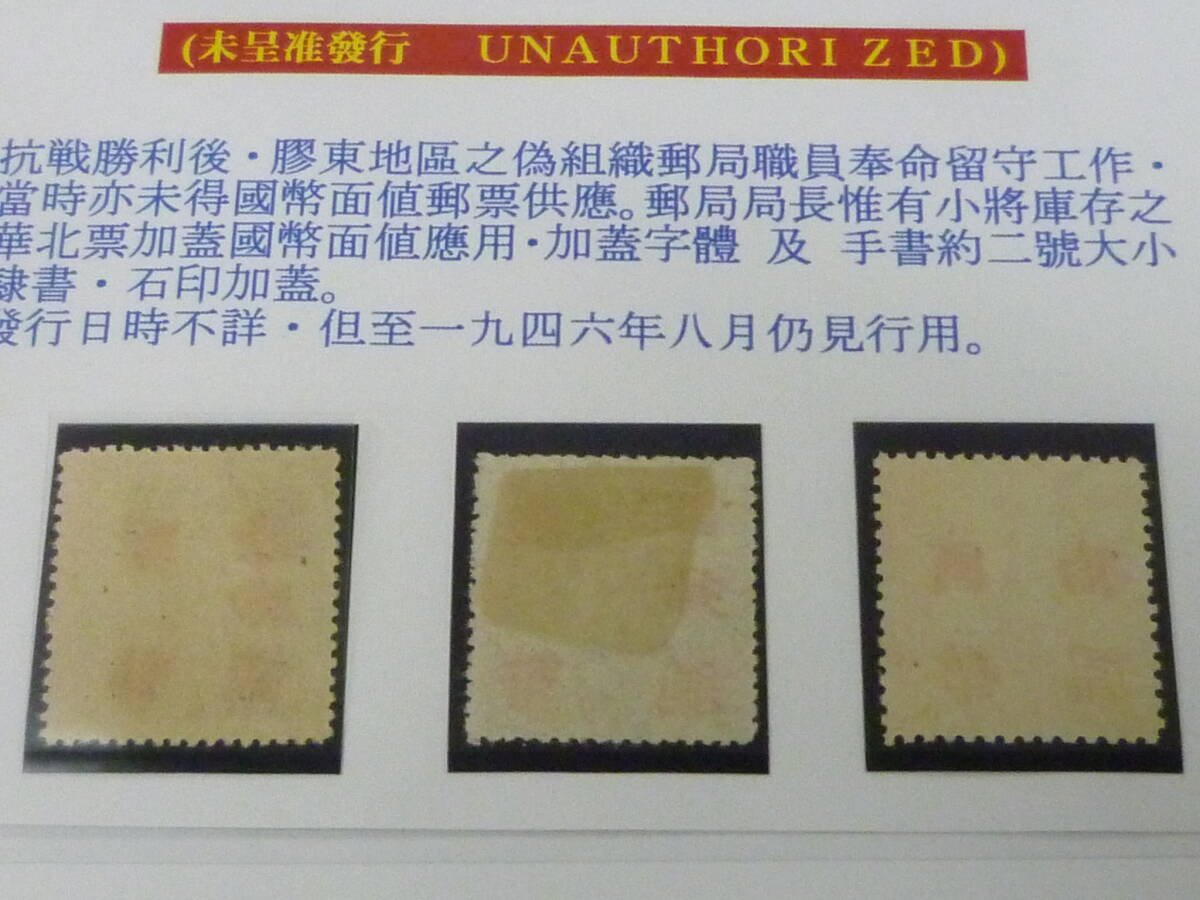 (未呈准發行 UNAUTHORIZED)
抗戦勝利後・膠東地區之偽組織郵局職員奉命留守工作・
當時亦未得國幣面値郵票供應。郵局局長惟有小將庫存之
華北票加蓋國幣面値應用・加蓋字體 及 手書約二號大小
隸書・石印加蓋。
發行日時不詳・但至一九四六年八月仍見行用。